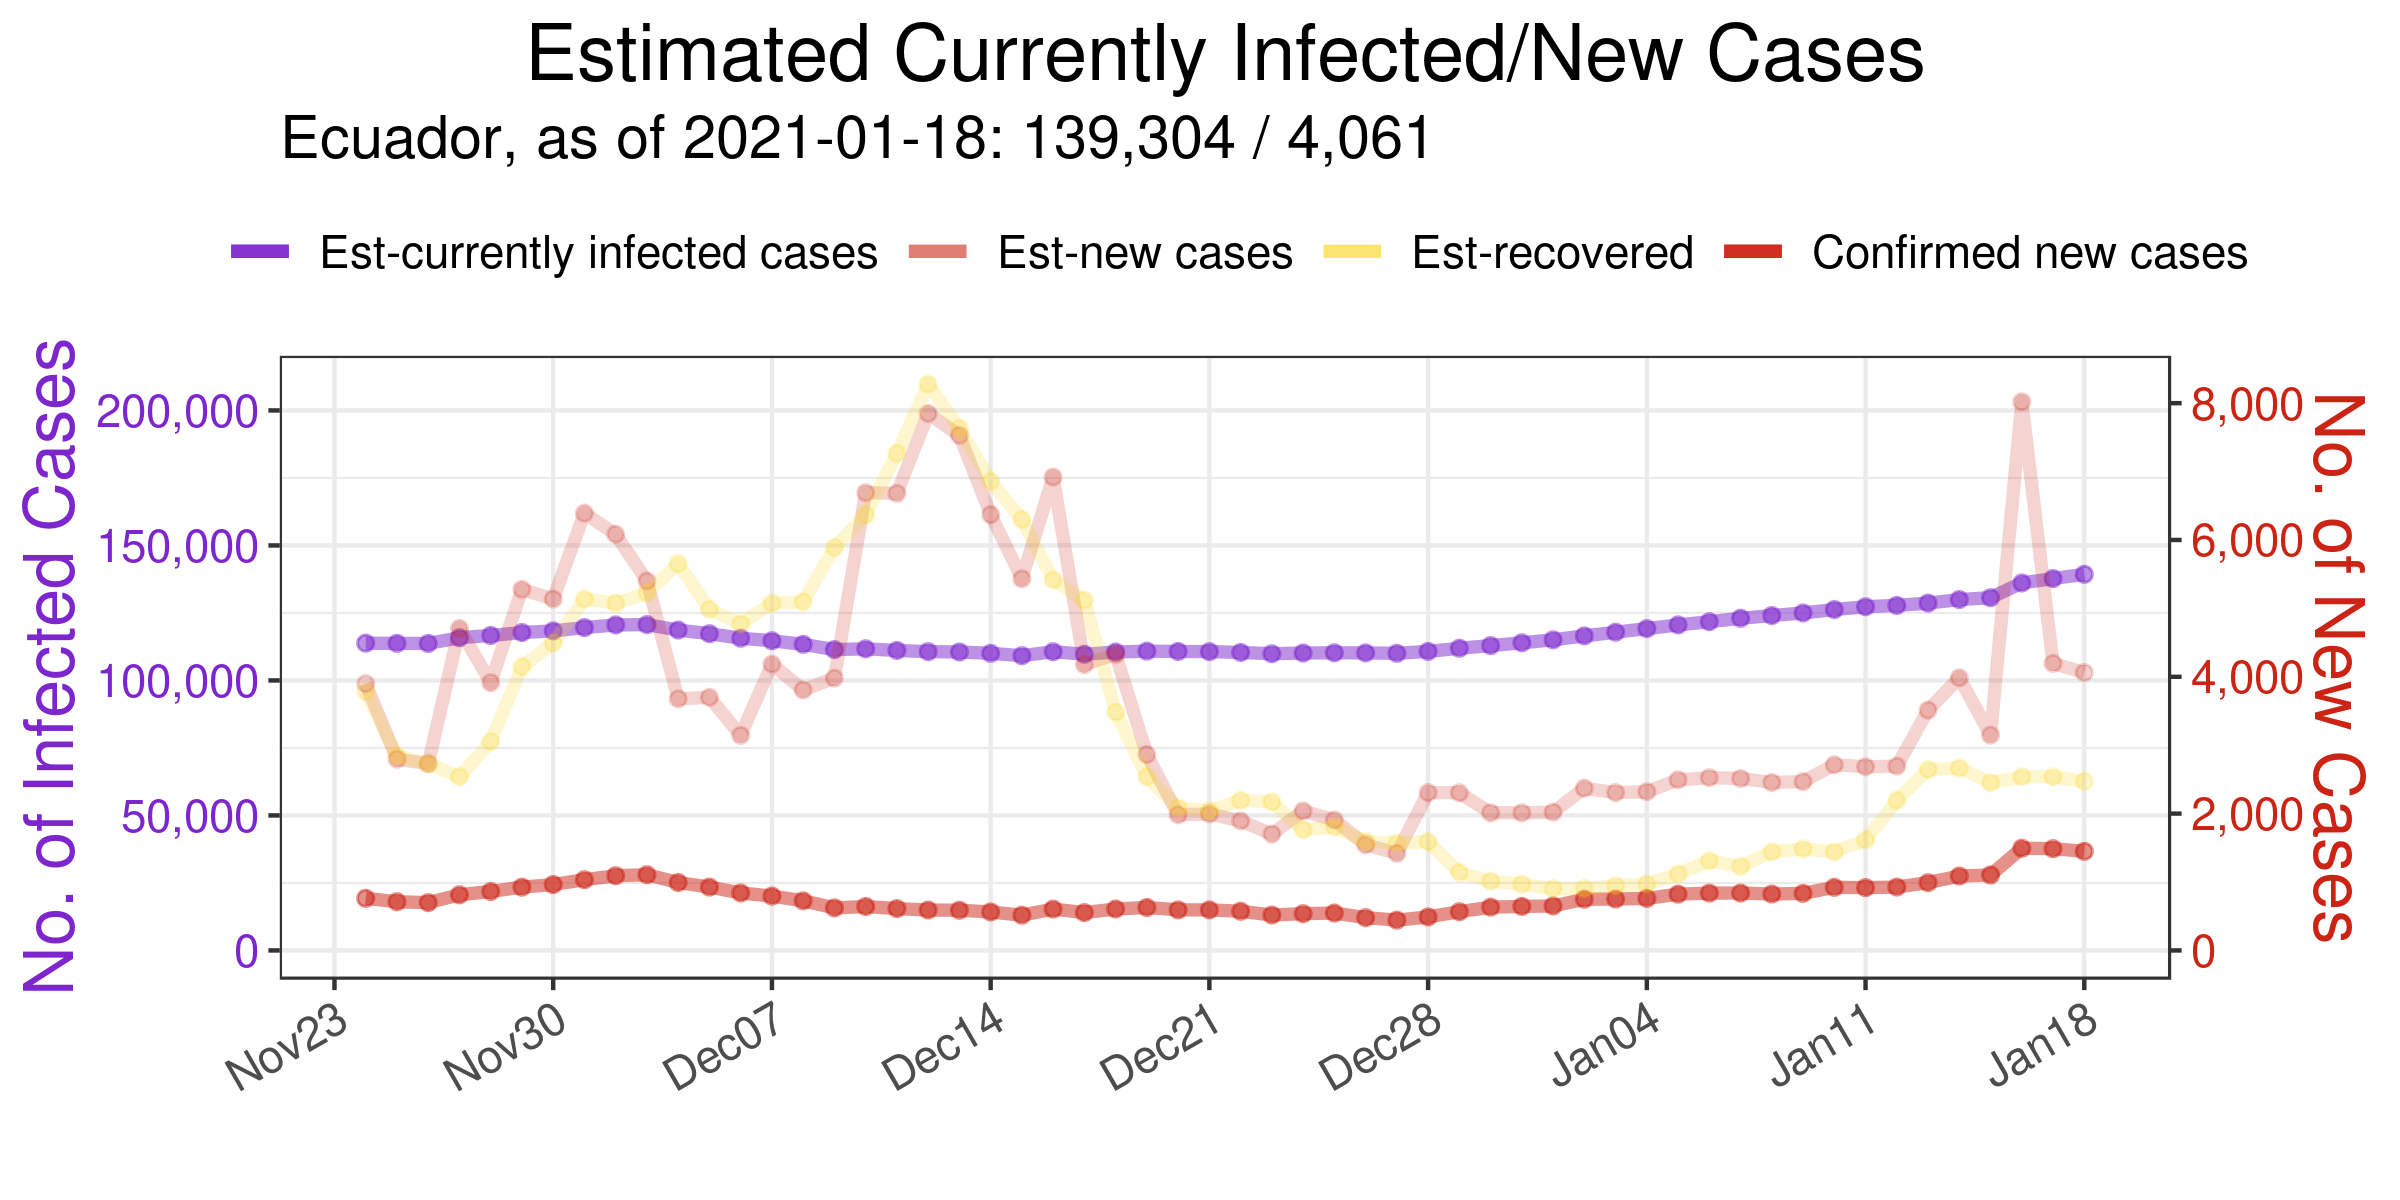 Estimated Currently Infected/New Cases
Ecuador, as of 2021-01-18: 139,304 / 4,061
Est-currently infected cases Est-new cases Est-recovered Confirmed new cases
No. of Infected Cases
200,000
150,000
100,000
50,000
0
8,000
6,000
4,000
2,000
0
No. of New Cases
Nov23 Nov30 Dec07 Dec14 Dec21 Dec28 Jan04 Jan11 Jan18